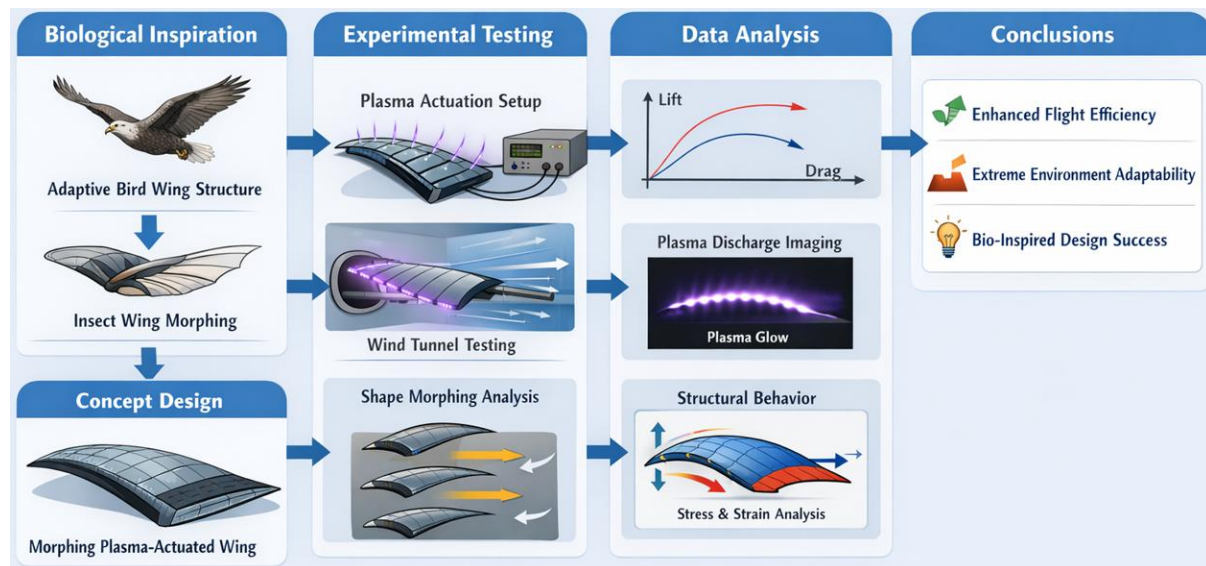 Biological Inspiration
Adaptive Bird Wing Structure
Insect Wing Morphing
Concept Design
Morphing Plasma-Actuated Wing
Experimental Testing
Plasma Actuation Setup
Wind Tunnel Testing
Shape Morphing Analysis
Data Analysis
Lift
Drag
Plasma Discharge Imaging
Plasma Glow
Structural Behavior
Stress & Strain Analysis
Conclusions
Enhanced Flight Efficiency
Extreme Environment Adaptability
Bio-Inspired Design Success